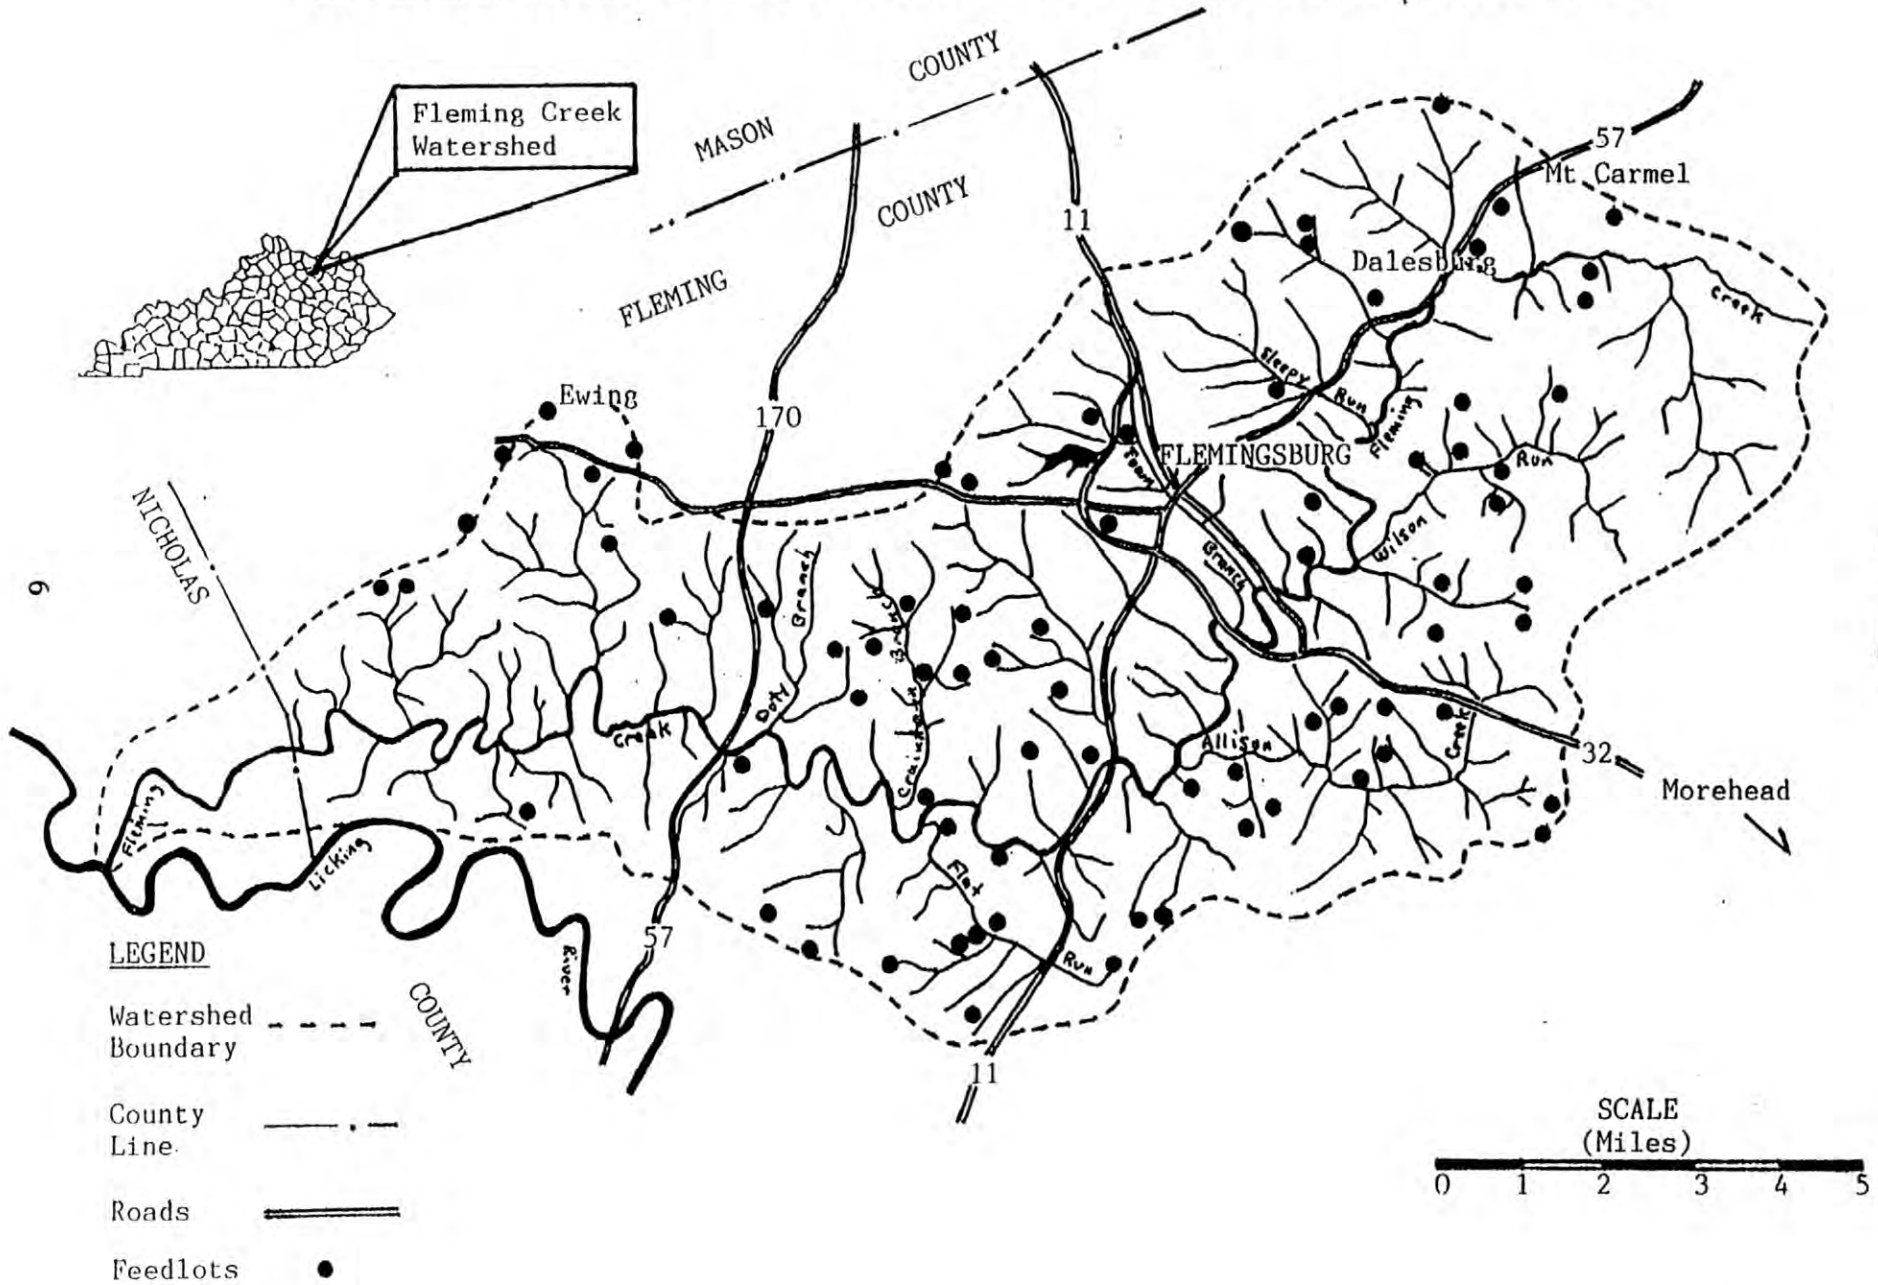 Fleming Creek
Watershed
MASON
COUNTY
FLEMING
COUNTY
11
57
Mt Carmel
Dalesburg
Creek
Sleepy
Run
Fleming
Ewing
170
FLEMINGSBURG
Town
Branch
Wilson
Run
NICHOLAS
COUNTY
6
Branch
Doty
Branch
Creek
Allison
Creek
32
Morehead
Fleming
Licking
River
Flat
Run
57
11
LEGEND
Watershed
Boundary
County
Line
Roads
Feedlots
SCALE
(Miles)
0 1 2 3 4 5